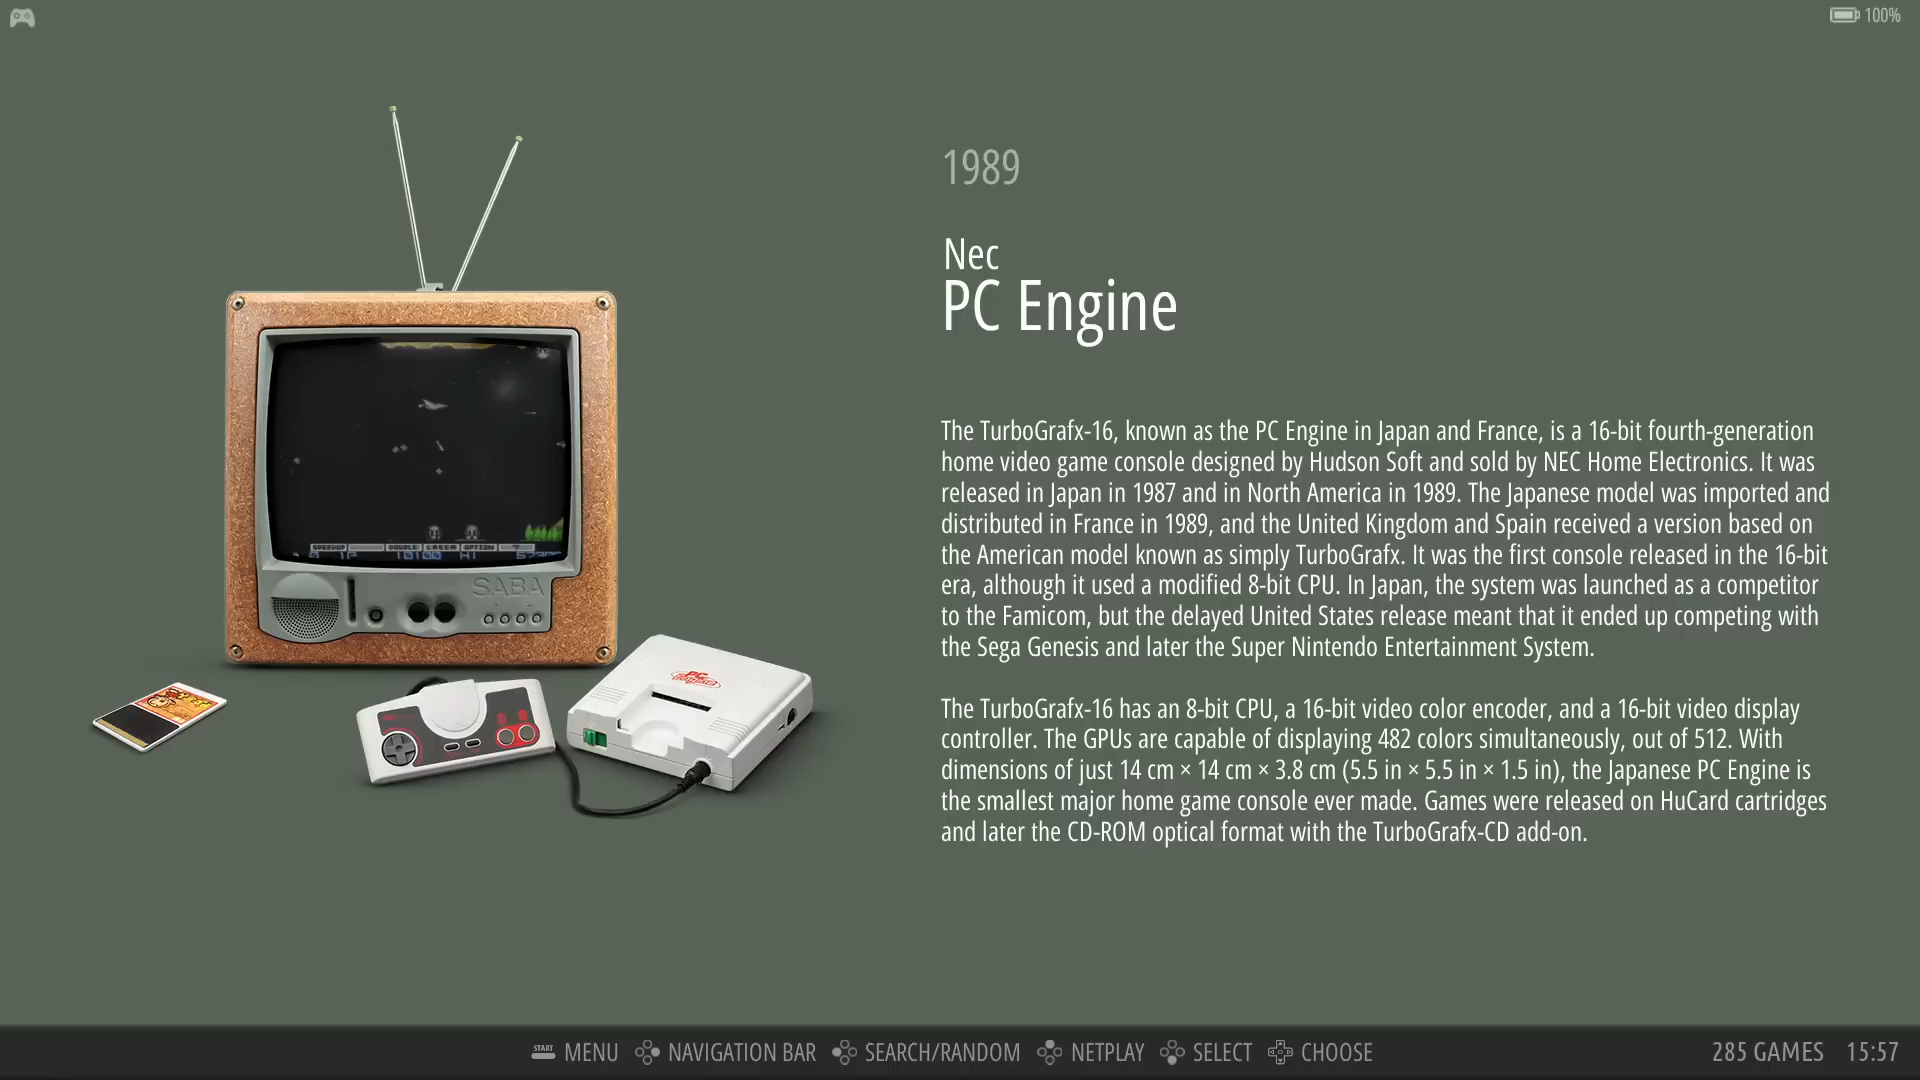 100%
1989
Nec
PC Engine
The TurboGrafx-16, known as the PC Engine in Japan and France, is a 16-bit fourth-generation
home video game console designed by Hudson Soft and sold by NEC Home Electronics. It was
released in Japan in 1987 and in North America in 1989. The Japanese model was imported and
distributed in France in 1989, and the United Kingdom and Spain received a version based on
the American model known as simply TurboGrafx. It was the first console released in the 16-bit
era, although it used a modified 8-bit CPU. In Japan, the system was launched as a competitor
to the Famicom, but the delayed United States release meant that it ended up competing with
the Sega Genesis and later the Super Nintendo Entertainment System.
The TurboGrafx-16 has an 8-bit CPU, a 16-bit video color encoder, and a 16-bit video display
controller. The GPUs are capable of displaying 482 colors simultaneously, out of 512. With
dimensions of just 14 cm × 14 cm × 3.8 cm (5.5 in × 5.5 in × 1.5 in), the Japanese PC Engine is
the smallest major home game console ever made. Games were released on HuCard cartridges
and later the CD-ROM optical format with the TurboGrafx-CD add-on.
SPEEDUP DOUBLE LASER OPTION ?
1P 10100 HI
SABA
PC Engine
START MENU NAVIGATION BAR SEARCH/RANDOM NETPLAY SELECT CHOOSE 285 GAMES 15:57